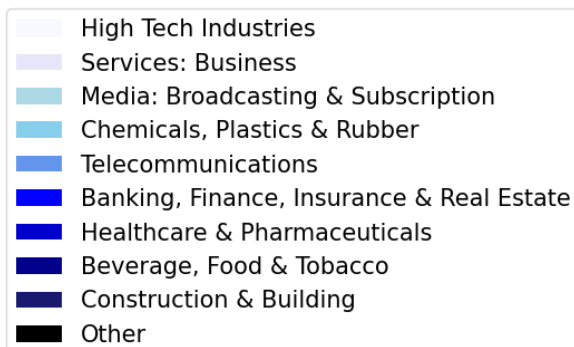 High Tech Industries
Services: Business
Media: Broadcasting & Subscription
Chemicals, Plastics & Rubber
Telecommunications
Banking, Finance, Insurance & Real Estate
Healthcare & Pharmaceuticals
Beverage, Food & Tobacco
Construction & Building
Other